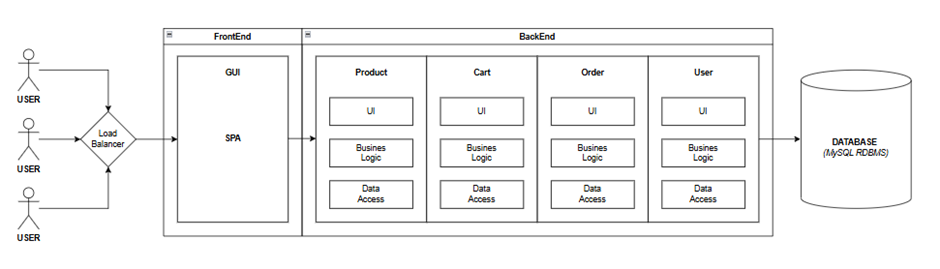 FrontEnd
BackEnd
USER
USER
USER
Load
Balancer
GUI
SPA
Product
UI
Busines
Logic
Data
Access
Cart
UI
Busines
Logic
Data
Access
Order
UI
Busines
Logic
Data
Access
User
UI
Busines
Logic
Data
Access
DATABASE
(MySQL RDBMS)